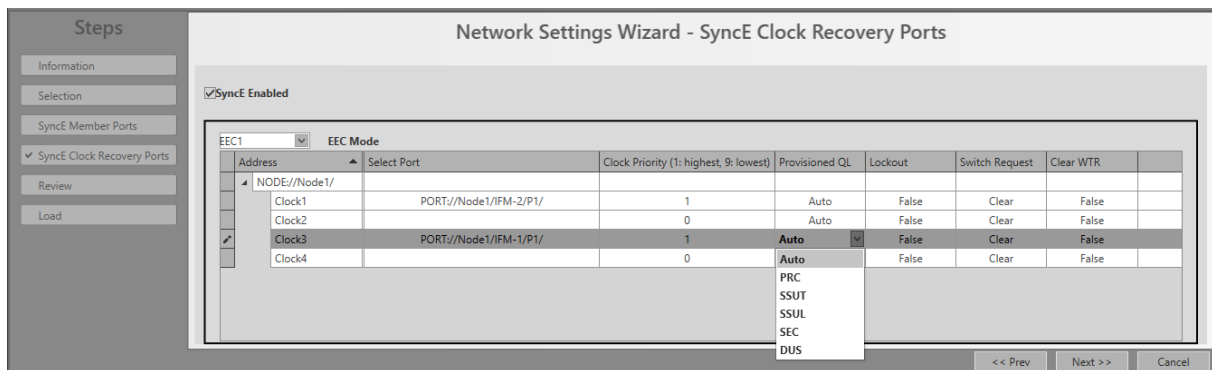 Steps
Information
Selection
SyncE Member Ports
SyncE Clock Recovery Ports
Review
Load
Network Settings Wizard - SyncE Clock Recovery Ports
SyncE Enabled
EEC1 EEC Mode
Address Select Port Clock Priority (1: highest, 9: lowest) Provisioned QL Lockout Switch Request Clear WTR
NODE://Node1/
Clock1 PORT://Node1/IFM-2/P1/ 1 Auto False Clear False
Clock2 0 Auto False Clear False
Clock3 PORT://Node1/IFM-1/P1/ 1 Auto False Clear False
Clock4 0 Auto False Clear False
PRC
SSUT
SSUL
SEC
DUS
<< Prev Next >> Cancel